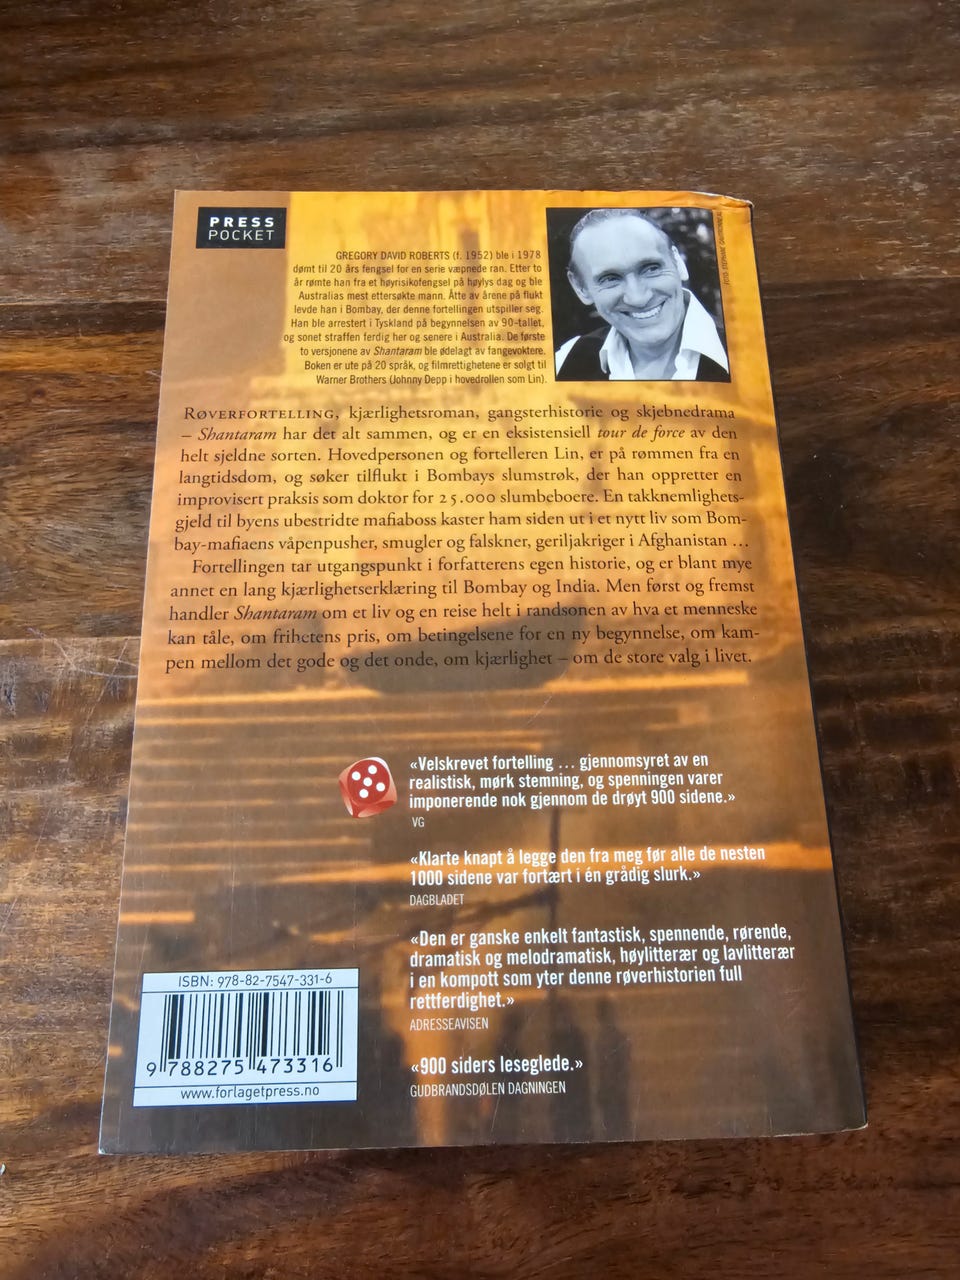 PRESS
POCKET
GREGORY DAVID ROBERTS (f. 1952) ble i 1978
dømt til 20 års fengsel for en serie væpnede ran. Etter to
år rømte han fra et høyrisikofengsel på høylys dag og ble
Australias mest ettersøkte mann. Åtte av årene på flukt
levde han i Bombay, der denne fortellingen utspiller seg.
Han ble arrestert i Tyskland på begynnelsen av 90-tallet,
og sonet straffen ferdig her og senere i Australia. De første
to versjonene av Shantaram ble ødelagt av fangevoktere.
Boken er ute på 20 språk, og filmrettighetene er solgt til
Warner Brothers (Johnny Depp i hovedrollen som Lin).
RØVERFORTELLING, kjærlighetsroman, gangsterhistorie og skjebnedrama
– Shantaram har det alt sammen, og er en eksistensiell tour de force av den
helt sjeldne sorten. Hovedpersonen og fortelleren Lin, er på rømmen fra en
langtidsdom, og søker tilflukt i Bombays slumstrøk, der han oppretter en
improvisert praksis som doktor for 25.000 slumbeboere. En takknemlighets-
gjeld til byens ubestridte mafiaboss kaster ham siden ut i et nytt liv som Bom-
bay-mafiaens våpenpusher, smugler og falskner, geriljakriger i Afghanistan ...
Fortellingen tar utgangspunkt i forfatterens egen historie, og er blant mye
annet en lang kjærlighetserklæring til Bombay og India. Men først og fremst
handler Shantaram om et liv og en reise helt i randsonen av hva et menneske
kan tåle, om frihetens pris, om betingelsene for en ny begynnelse, om kam-
pen mellom det gode og det onde, om kjærlighet – om de store valg i livet.
«Velskrevet fortelling ... gjennomsyret av en
realistisk, mørk stemning, og spenningen varer
imponerende nok gjennom de drøyt 900 sidene.»
VG
«Klarte knapt å legge den fra meg før alle de nesten
1000 sidene var fortært i én grådig slurk.»
DAGBLADET
«Den er ganske enkelt fantastisk, spennende, rørende,
dramatisk og melodramatisk, høylitterær og lavlitterær
i en kompott som yter denne røverhistorien full
rettferdighet.»
ADRESSEAVISEN
«900 siders leseglede.»
GUDBRANDSDØLEN DAGNINGEN
ISBN: 978-82-7547-331-6
9 788275 473316
www.forlagetpress.no